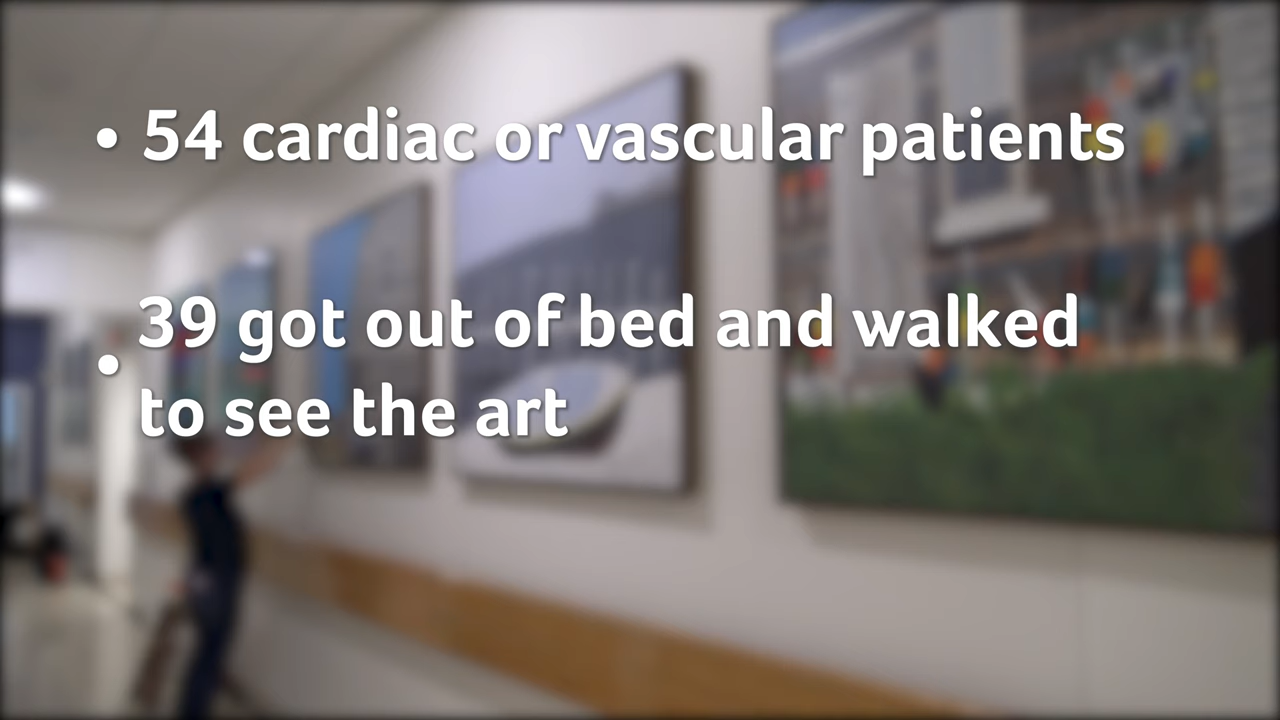 • 54 cardiac or vascular patients
• 39 got out of bed and walked
to see the art